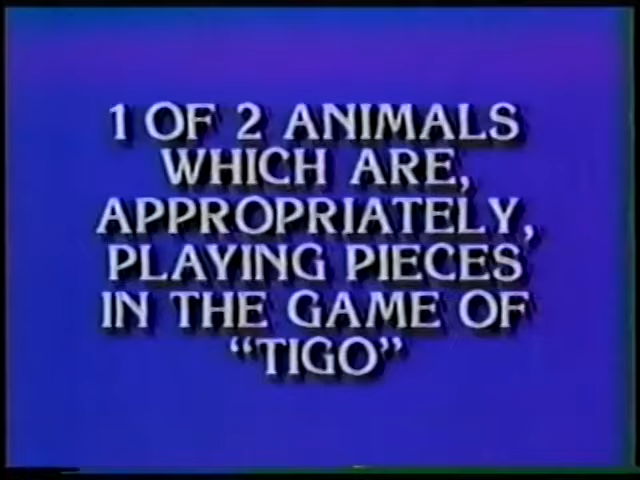 1 OF 2 ANIMALS
WHICH ARE,
APPROPRIATELY,
PLAYING PIECES
IN THE GAME OF
“TIGO”